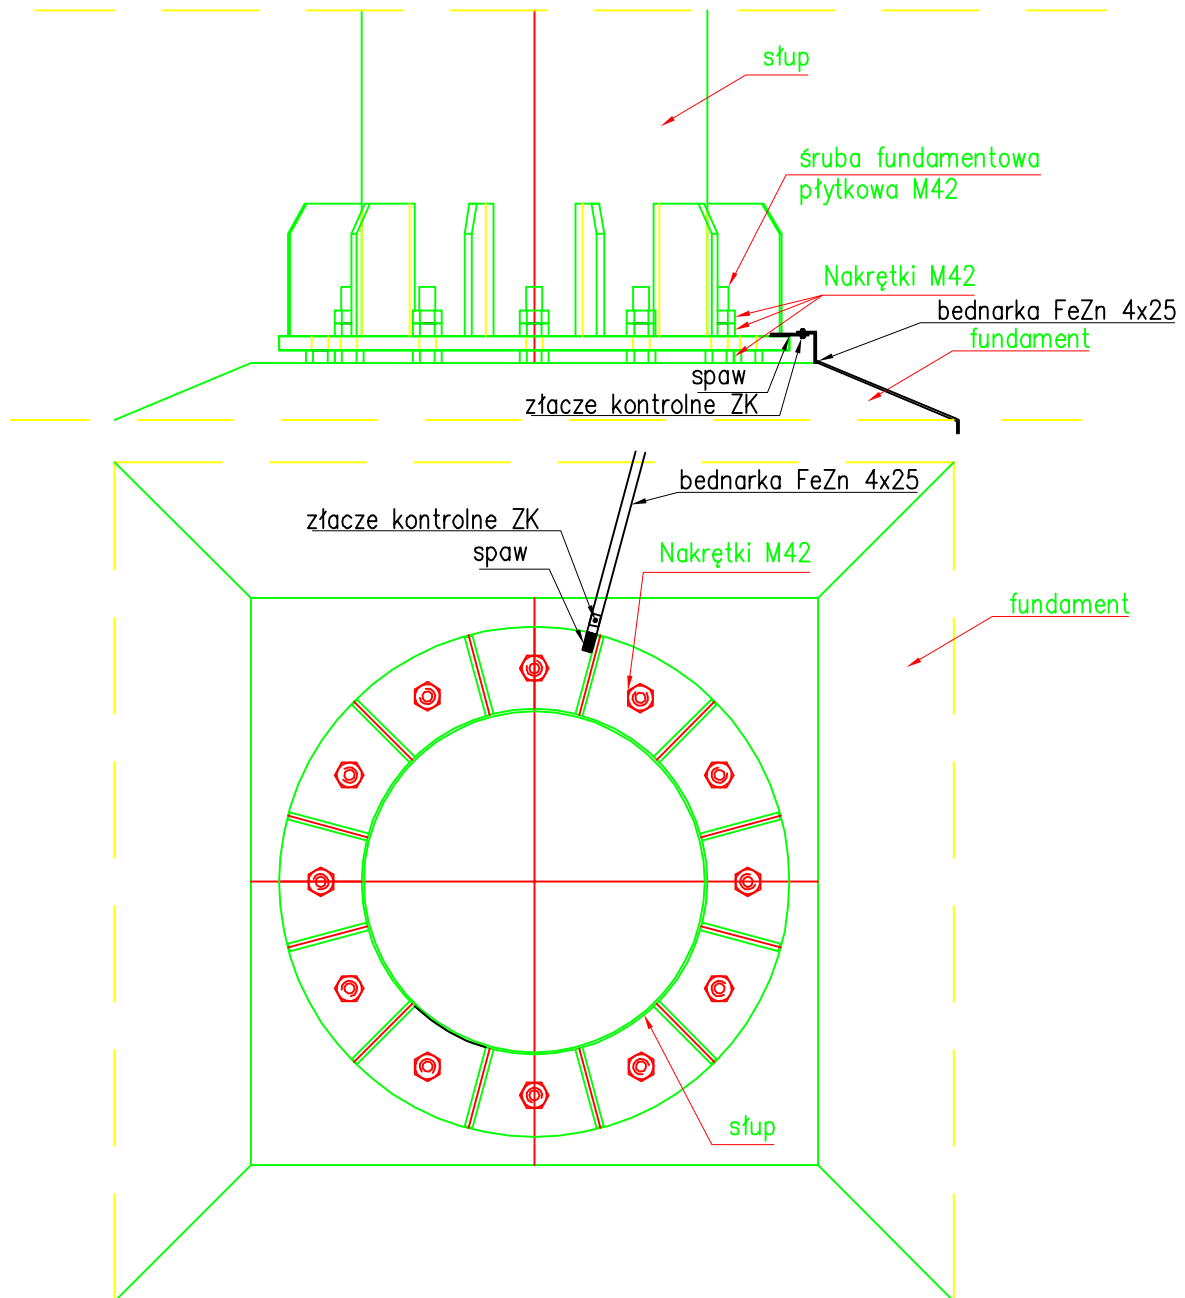 słup
śruba fundamentowa
płytkowa M42
Nakrętki M42
bednarka FeZn 4x25
fundament
spaw
złacze kontrolne ZK
bednarka FeZn 4x25
złacze kontrolne ZK
spaw
Nakrętki M42
fundament
słup